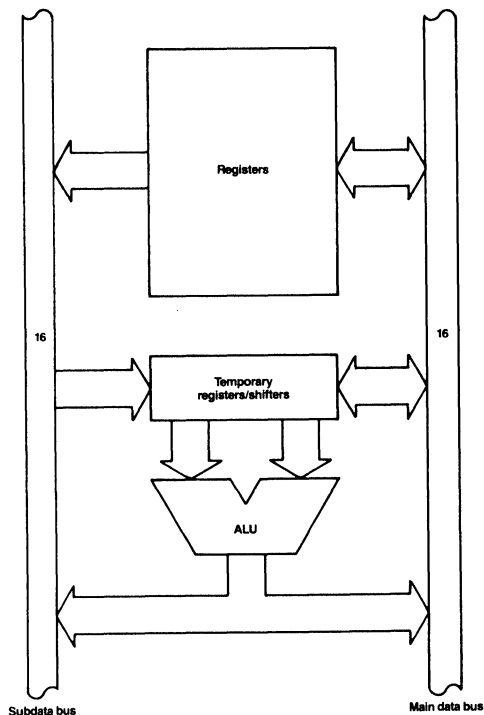 Registers
16
16
Temporary
registers/shifters
ALU
Subdata bus
Main data bus